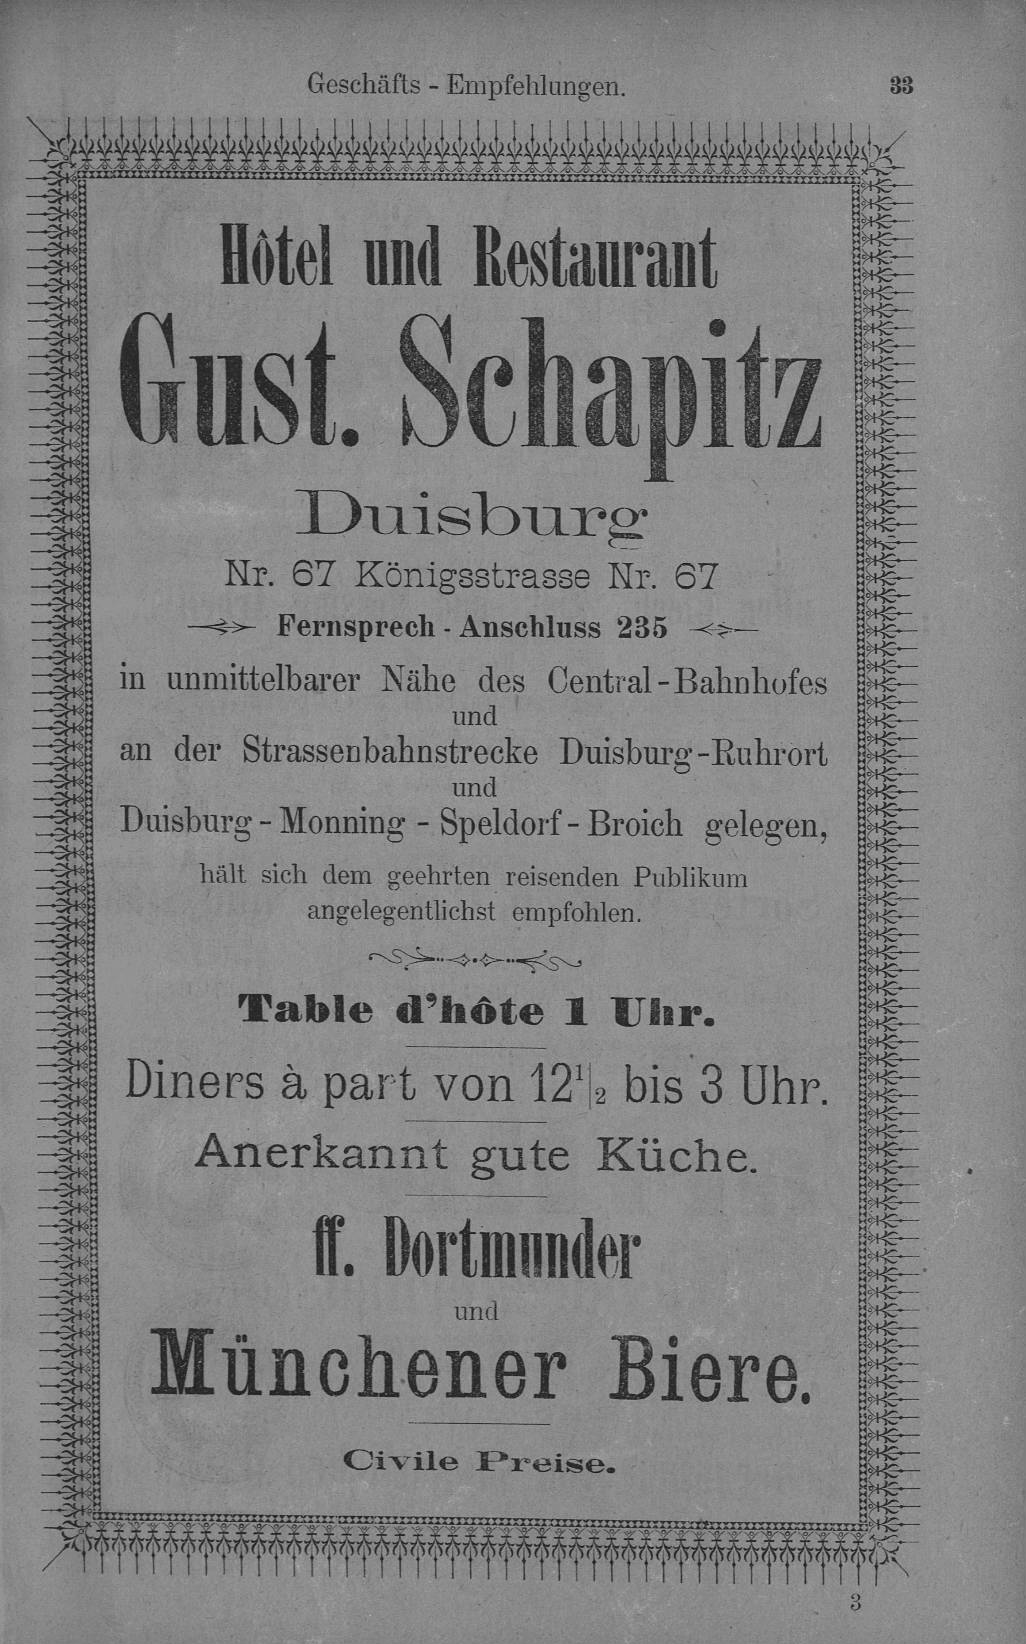 Geschäfts - Empfehlungen.
33
Hôtel und Restaurant
Gust. Schapitz
Duisburg
Nr. 67 Königsstrasse Nr. 67
Fernsprech - Anschluss 235
in unmittelbarer Nähe des Central-Bahnhofes
und
an der Strassenbahnstrecke Duisburg-Ruhrort
und
Duisburg - Monning - Speldorf - Broich gelegen,
hält sich dem geehrten reisenden Publikum
angelegentlichst empfohlen.
Table d'hôte 1 Uhr.
Diners à part von 12 1/2 bis 3 Uhr.
Anerkannt gute Küche.
ff. Dortmunder
und
Münchener Biere.
Civile Preise.
3